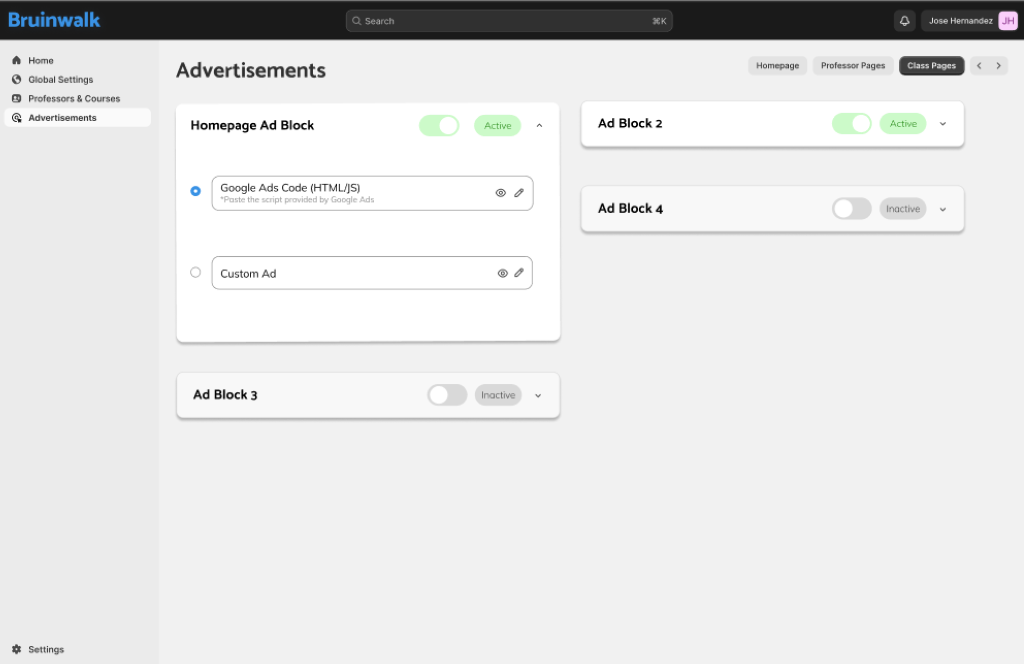 Bruinwalk
Search
⌘K
Jose Hernandez
JH
Home
Global Settings
Professors & Courses
Advertisements
Settings
Advertisements
Homepage
Professor Pages
Class Pages
Homepage Ad Block
Active
Google Ads Code (HTML/JS)
*Paste the script provided by Google Ads
Custom Ad
Ad Block 2
Active
Ad Block 4
Inactive
Ad Block 3
Inactive